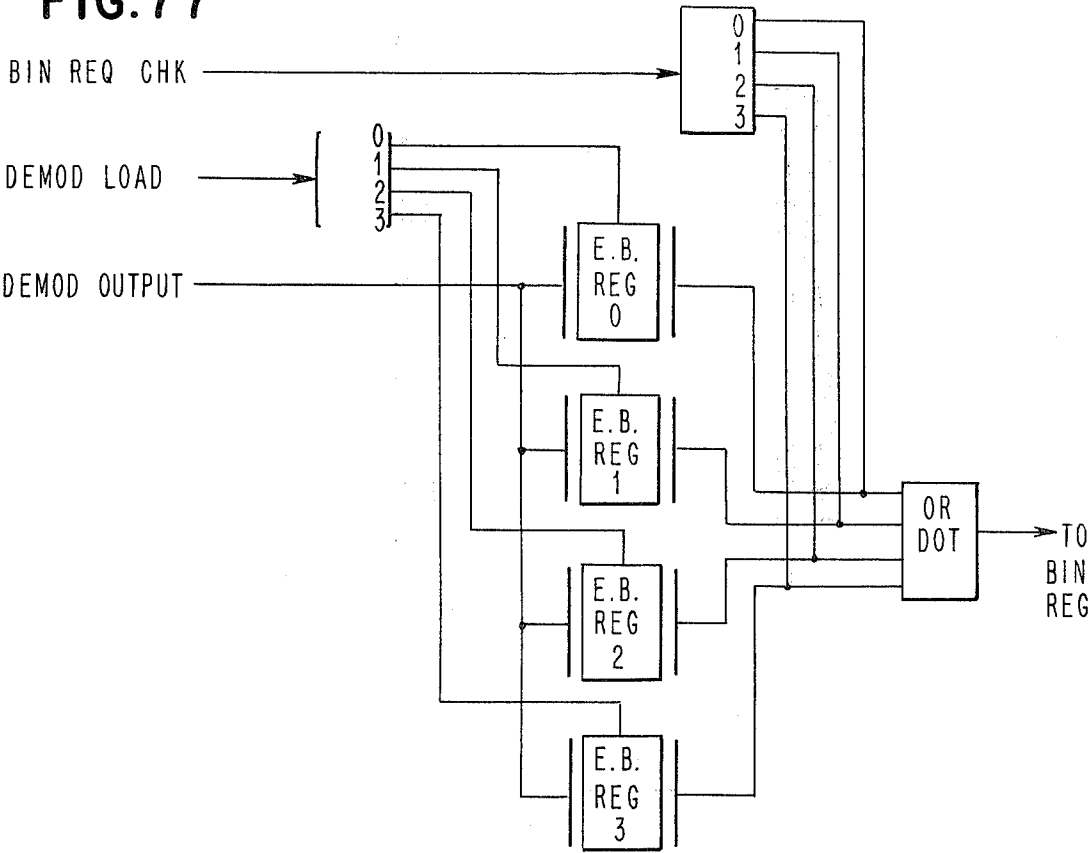 FIG. 77
BIN REQ CHK
0
1
2
3
DEMOD LOAD
0
1
2
3
DEMOD OUTPUT
E.B.
REG
0
E.B.
REG
1
E.B.
REG
2
E.B.
REG
3
OR
DOT
TO
BIN
REG